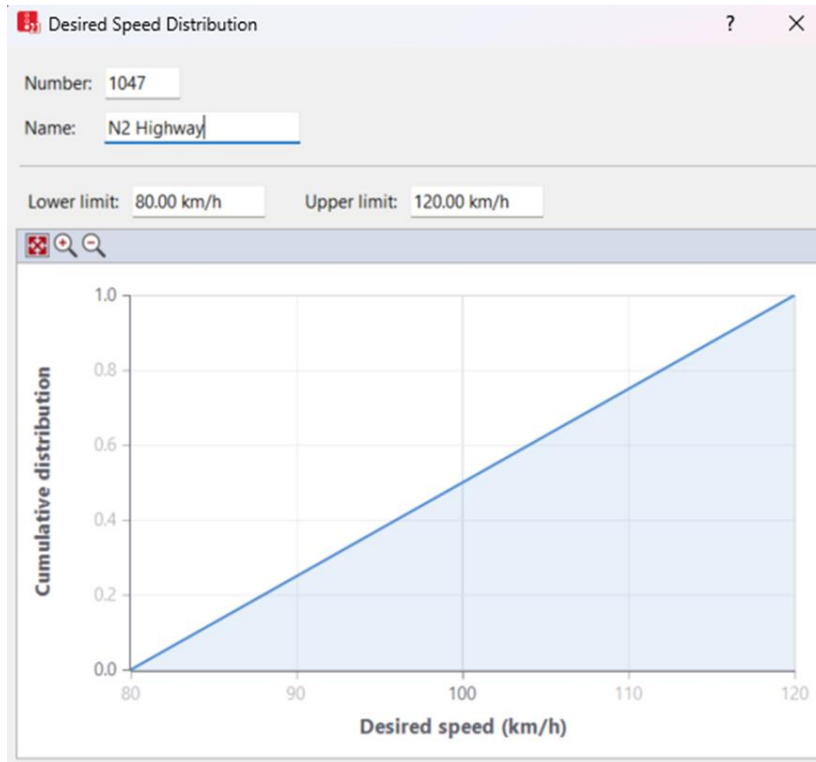 Desired Speed Distribution ? ×
Number: 1047
Name: N2 Highway
Lower limit: 80.00 km/h Upper limit: 120.00 km/h
1.0
0.8
0.6
0.4
0.2
0.0
Cumulative distribution
80 90 100 110 120
Desired speed (km/h)